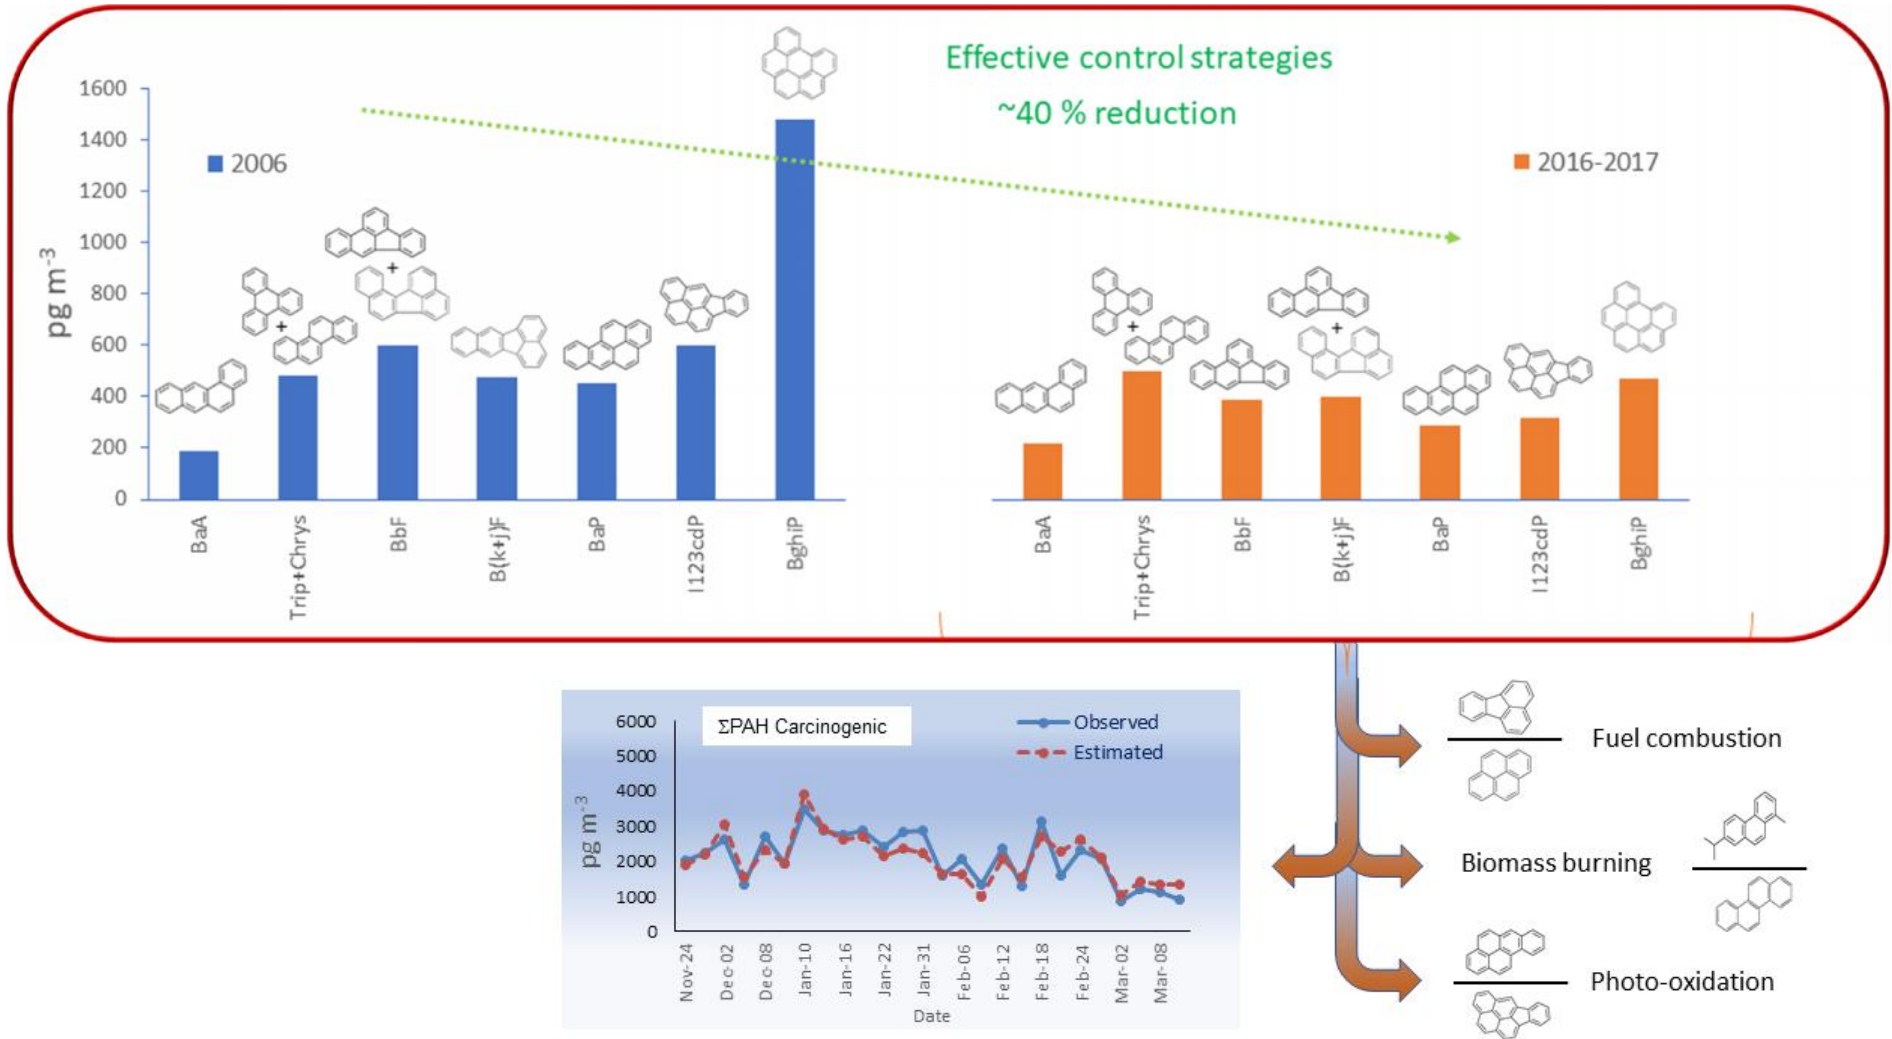 Effective control strategies
~40 % reduction
1600
1400
1200
1000
800
600
400
200
0
pg m-3
2006
2016-2017
+
+
+
+
BaA
Trip+Chrys
BbF
B(k+j)F
BaP
I123cdP
BghiP
BaA
Trip+Chrys
BbF
B(k+j)F
BaP
I123cdP
BghiP
ΣPAH Carcinogenic
Observed
Estimated
6000
5000
4000
3000
2000
1000
0
pg m-3
Nov-24
Dec-02
Dec-08
Jan-10
Jan-16
Jan-22
Jan-31
Feb-06
Feb-12
Feb-18
Feb-24
Mar-02
Mar-08
Date
Fuel combustion
Biomass burning
Photo-oxidation